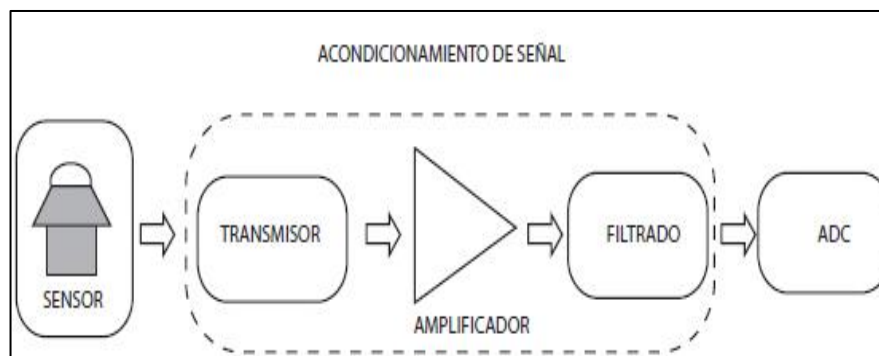 ACONDICIONAMIENTO DE SEÑAL
SENSOR
TRANSMISOR
AMPLIFICADOR
FILTRADO
ADC